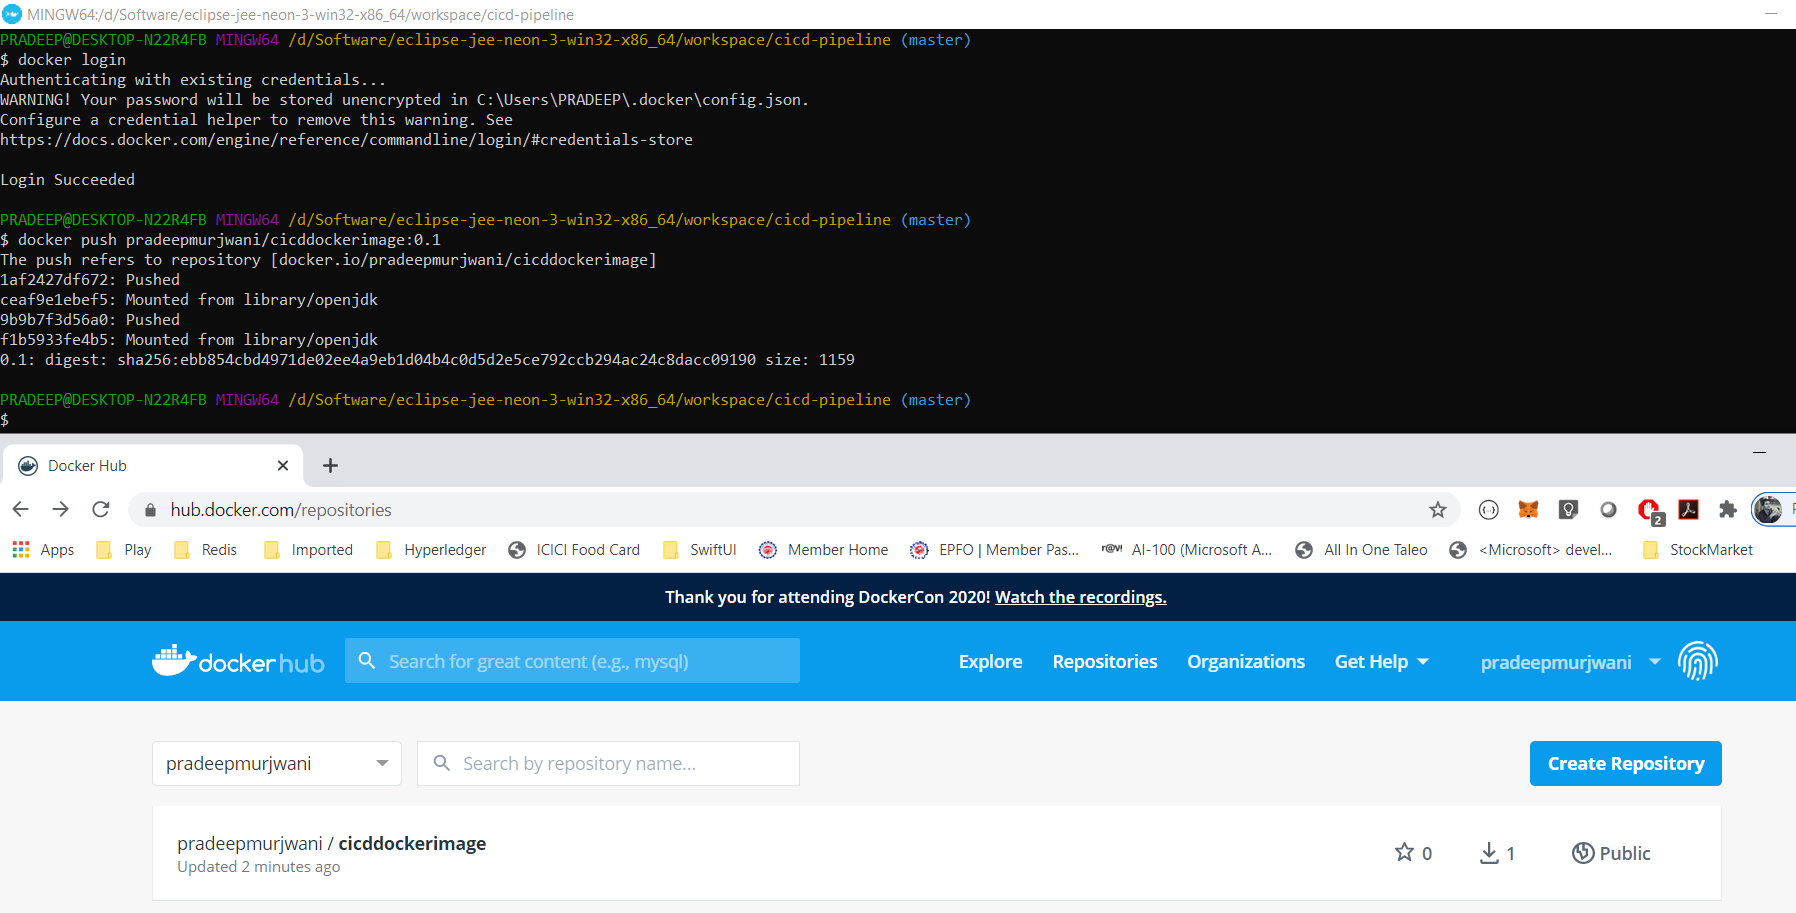 MINGW64:/d/Software/eclipse-jee-neon-3-win32-x86_64/workspace/cicd-pipeline
PRADEEP@DESKTOP-N22R4FB MINGW64 /d/Software/eclipse-jee-neon-3-win32-x86_64/workspace/cicd-pipeline (master)
$ docker login
Authenticating with existing credentials...
WARNING! Your password will be stored unencrypted in C:\Users\PRADEEP\.docker\config.json.
Configure a credential helper to remove this warning. See
https://docs.docker.com/engine/reference/commandline/login/#credentials-store
Login Succeeded
PRADEEP@DESKTOP-N22R4FB MINGW64 /d/Software/eclipse-jee-neon-3-win32-x86_64/workspace/cicd-pipeline (master)
$ docker push pradeepmurjwani/cicddockerimage:0.1
The push refers to repository [docker.io/pradeepmurjwani/cicddockerimage]
1af2427df672: Pushed
ceaf9e1ebef5: Mounted from library/openjdk
9b9b7f3d56a0: Pushed
f1b5933fe4b5: Mounted from library/openjdk
0.1: digest: sha256:ebb854cbd4971de02ee4a9eb1d04b4c0d5d2e5ce792ccb294ac24c8dacc09190 size: 1159
PRADEEP@DESKTOP-N22R4FB MINGW64 /d/Software/eclipse-jee-neon-3-win32-x86_64/workspace/cicd-pipeline (master)
$
Docker Hub
hub.docker.com/repositories
2
Apps Play Redis Imported Hyperledger ICICI Food Card SwiftUI Member Home EPFO | Member Pas... r@v! AI-100 (Microsoft A... All In One Taleo <Microsoft> devel... StockMarket
Thank you for attending DockerCon 2020! Watch the recordings.
docker hub Search for great content (e.g., mysql) Explore Repositories Organizations Get Help pradeepmurjwani
pradeepmurjwani Search by repository name... Create Repository
pradeepmurjwani / cicddockerimage
Updated 2 minutes ago
0 1 Public